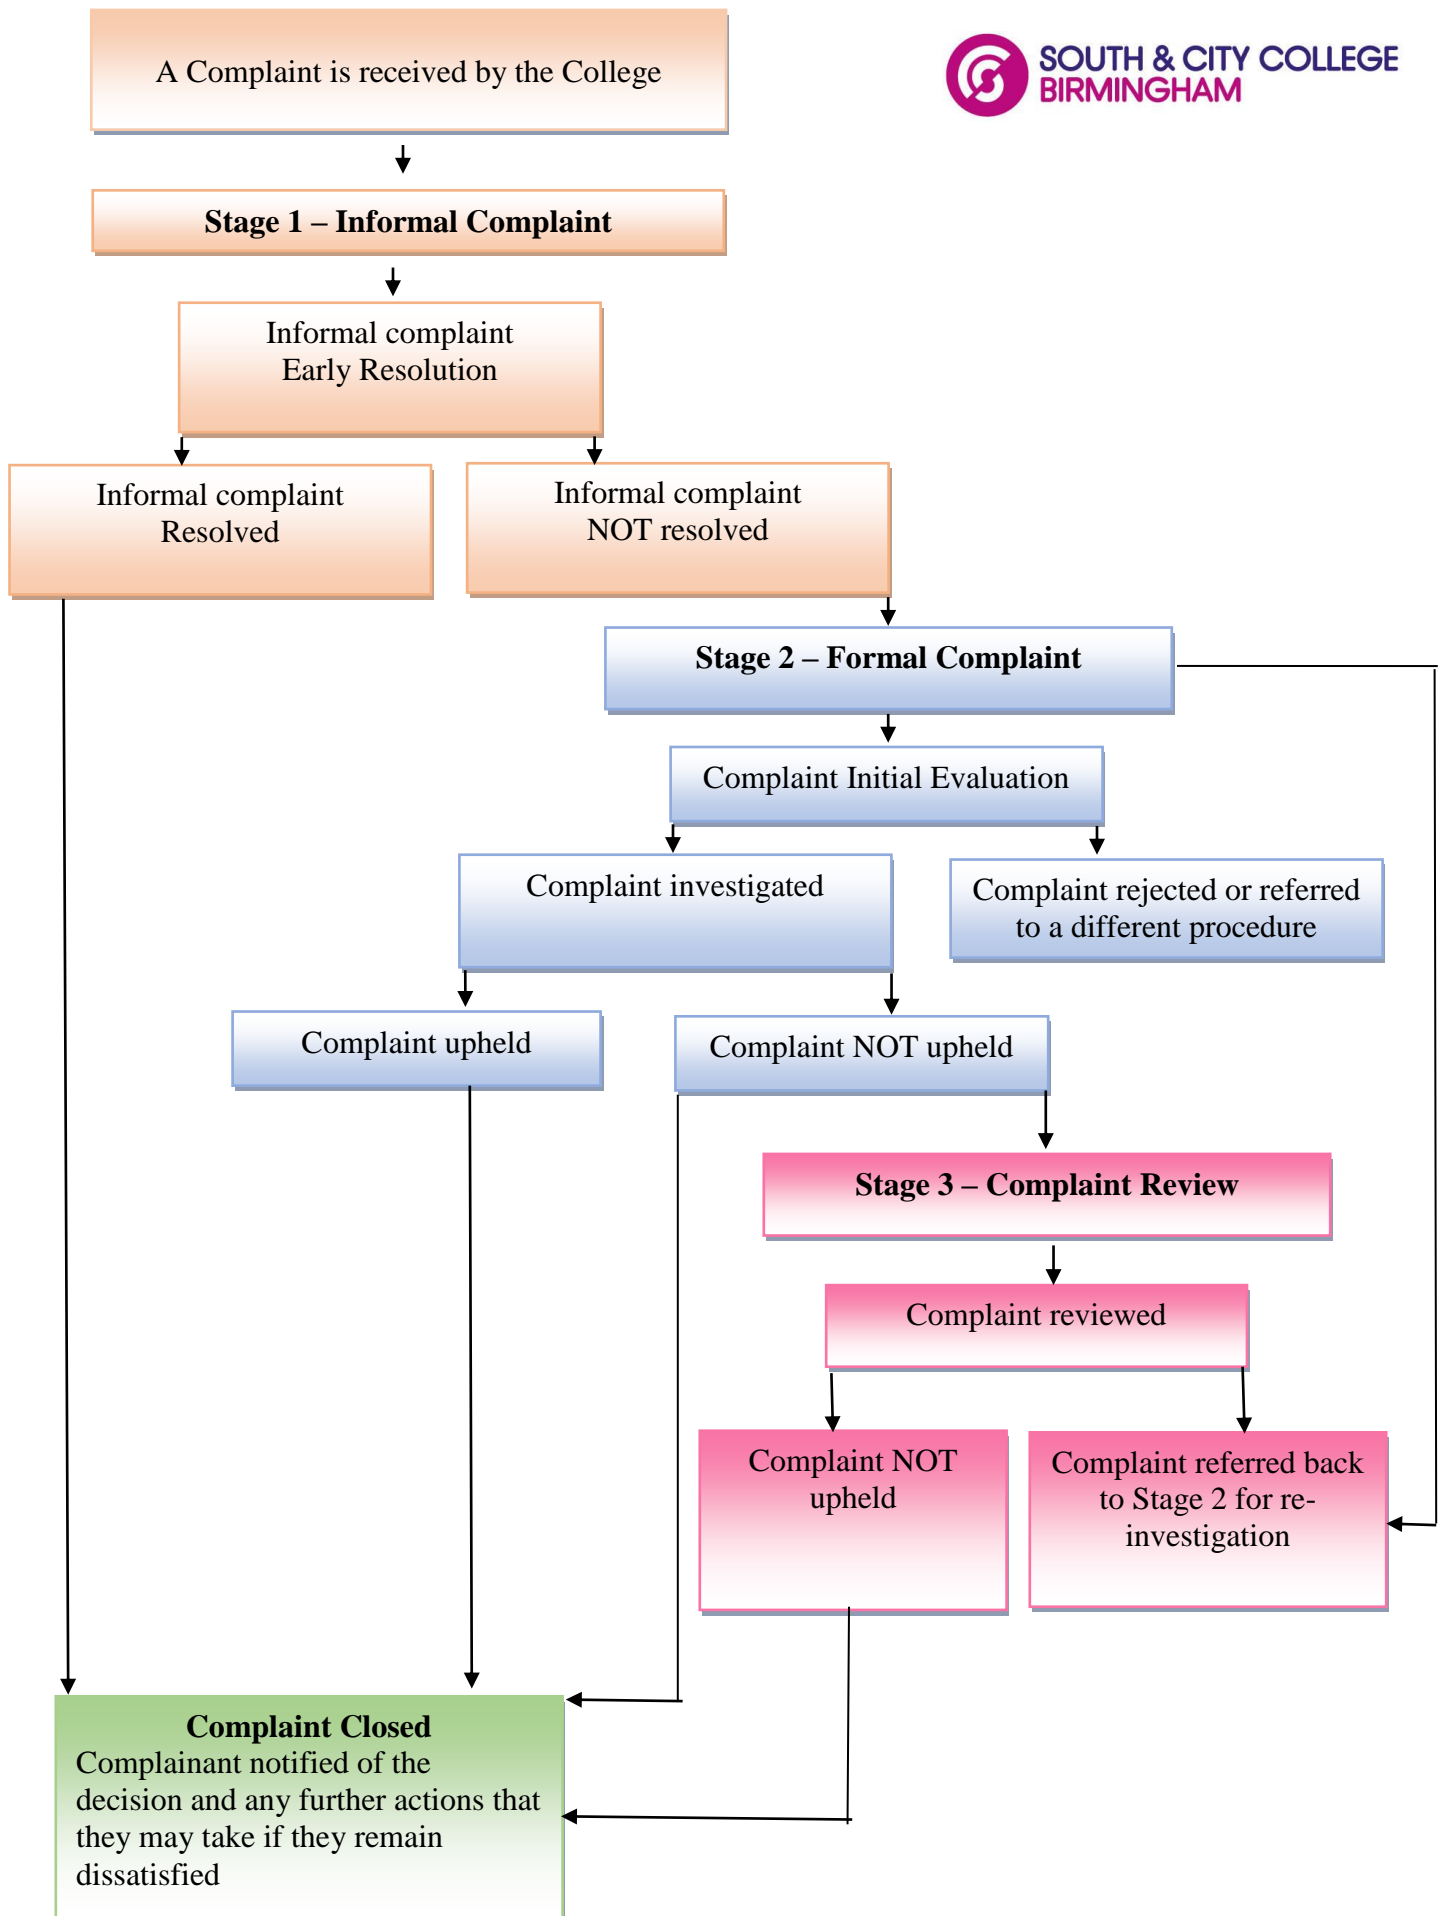 A Complaint is received by the College
SOUTH & CITY COLLEGE
BIRMINGHAM
Stage 1 – Informal Complaint
Informal complaint
Early Resolution
Informal complaint
Resolved
Informal complaint
NOT resolved
Stage 2 – Formal Complaint
Complaint Initial Evaluation
Complaint investigated
Complaint rejected or referred
to a different procedure
Complaint upheld
Complaint NOT upheld
Stage 3 – Complaint Review
Complaint reviewed
Complaint NOT
upheld
Complaint referred back
to Stage 2 for re-
investigation
Complaint Closed
Complainant notified of the
decision and any further actions that
they may take if they remain
dissatisfied